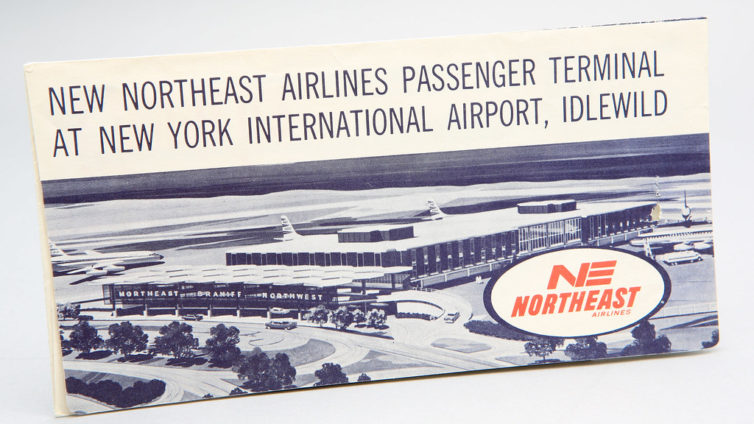 NEW NORTHEAST AIRLINES PASSENGER TERMINAL
AT NEW YORK INTERNATIONAL AIRPORT, IDLEWILD
NORTHEAST BRANIFF NORTHWEST
NE
NORTHEAST
AIRLINES